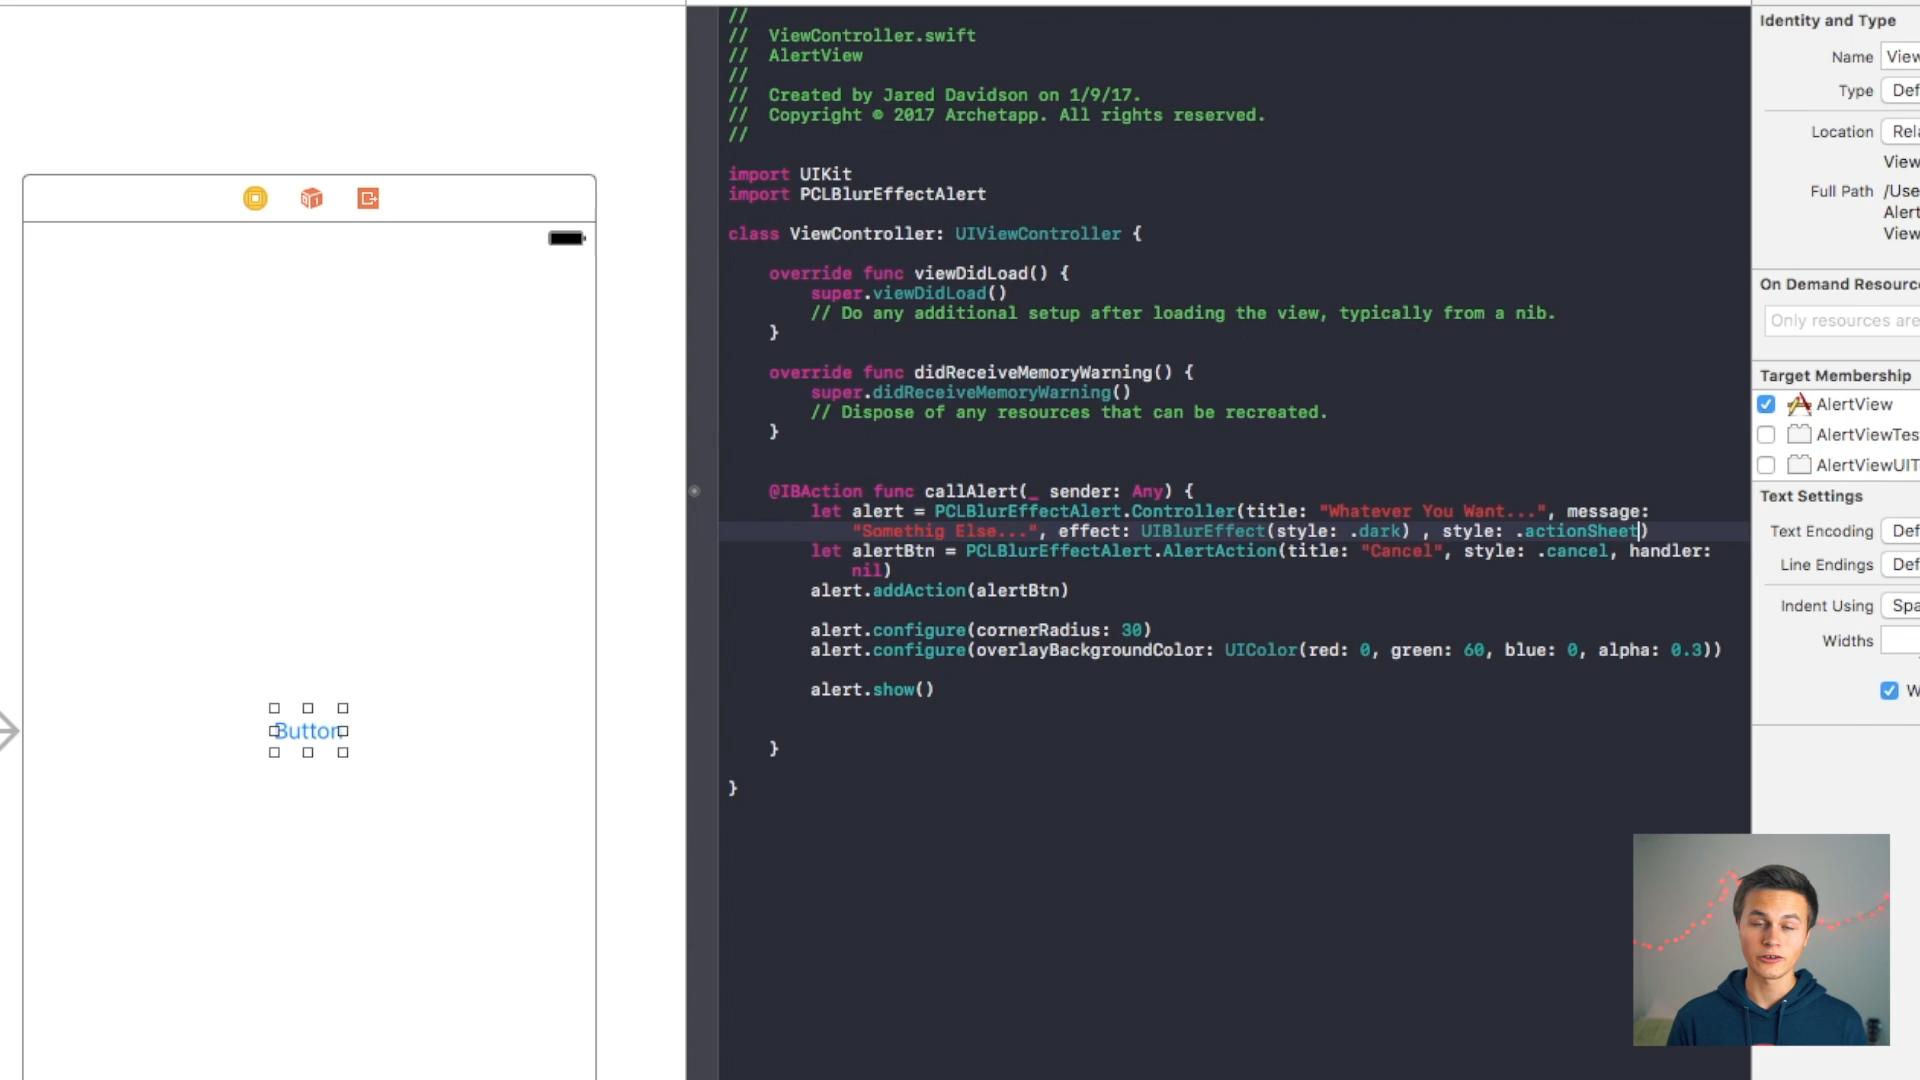 //
// ViewController.swift
// AlertView
//
// Created by Jared Davidson on 1/9/17.
// Copyright © 2017 Archetapp. All rights reserved.
//
import UIKit
import PCLBlurEffectAlert
class ViewController: UIViewController {
override func viewDidLoad() {
super.viewDidLoad()
// Do any additional setup after loading the view, typically from a nib.
}
override func didReceiveMemoryWarning() {
super.didReceiveMemoryWarning()
// Dispose of any resources that can be recreated.
}
@IBAction func callAlert(_ sender: Any) {
let alert = PCLBlurEffectAlert.Controller(title: "Whatever You Want...", message:
"Somethig Else...", effect: UIBlurEffect(style: .dark) , style: .actionSheet)
let alertBtn = PCLBlurEffectAlert.AlertAction(title: "Cancel", style: .cancel, handler:
nil)
alert.addAction(alertBtn)
alert.configure(cornerRadius: 30)
alert.configure(overlayBackgroundColor: UIColor(red: 0, green: 60, blue: 0, alpha: 0.3))
alert.show()
}
}
Button
Identity and Type
Name View
Type Def
Location Rela
View
Full Path /Use
Alert
View
On Demand Resourc
Only resources are
Target Membership
AlertView
AlertViewTes
AlertViewUIT
Text Settings
Text Encoding Def
Line Endings Def
Indent Using Spa
Widths
W